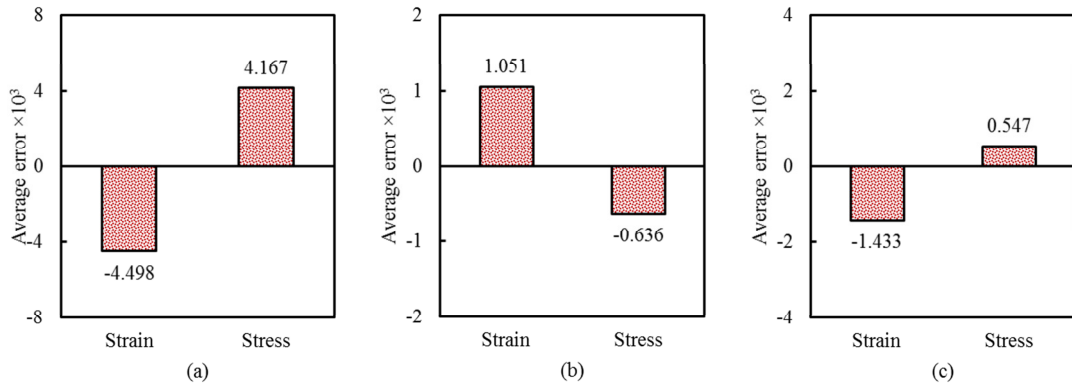 Average error ×10³
8
4
0
-4
-8
4.167
-4.498
Strain Stress
(a)
Average error ×10³
2
1
0
-1
-2
1.051
-0.636
Strain Stress
(b)
Average error ×10³
4
2
0
-2
-4
0.547
-1.433
Strain Stress
(c)